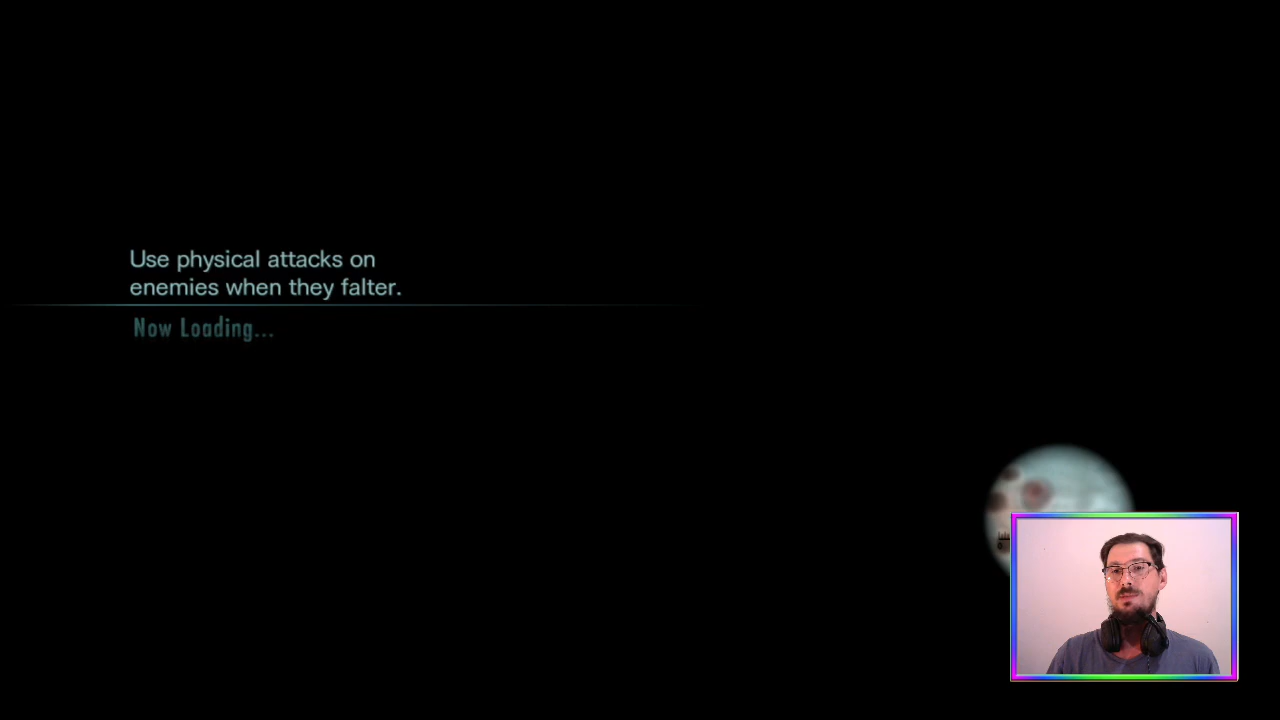 Use physical attacks on
enemies when they falter.
Now Loading...